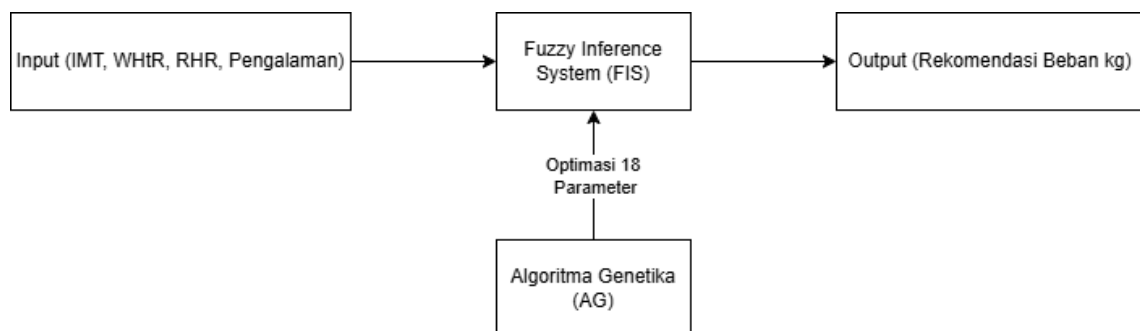 Input (IMT, WHtR, RHR, Pengalaman)
Fuzzy Inference
System (FIS)
Output (Rekomendasi Beban kg)
Optimasi 18
Parameter
Algoritma Genetika
(AG)